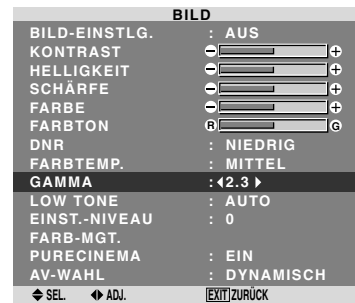 BILD
BILD-EINSTLG. : AUS
KONTRAST
HELLIGKEIT
SCHÄRFE
FARBE
FARBTON R G
DNR : NIEDRIG
FARBTEMP. : MITTEL
GAMMA : 2.3
LOW TONE : AUTO
EINST.-NIVEAU : 0
FARB-MGT.
PURECINEMA : EIN
AV-WAHL : DYNAMISCH
SEL. ADJ. EXIT ZURÜCK